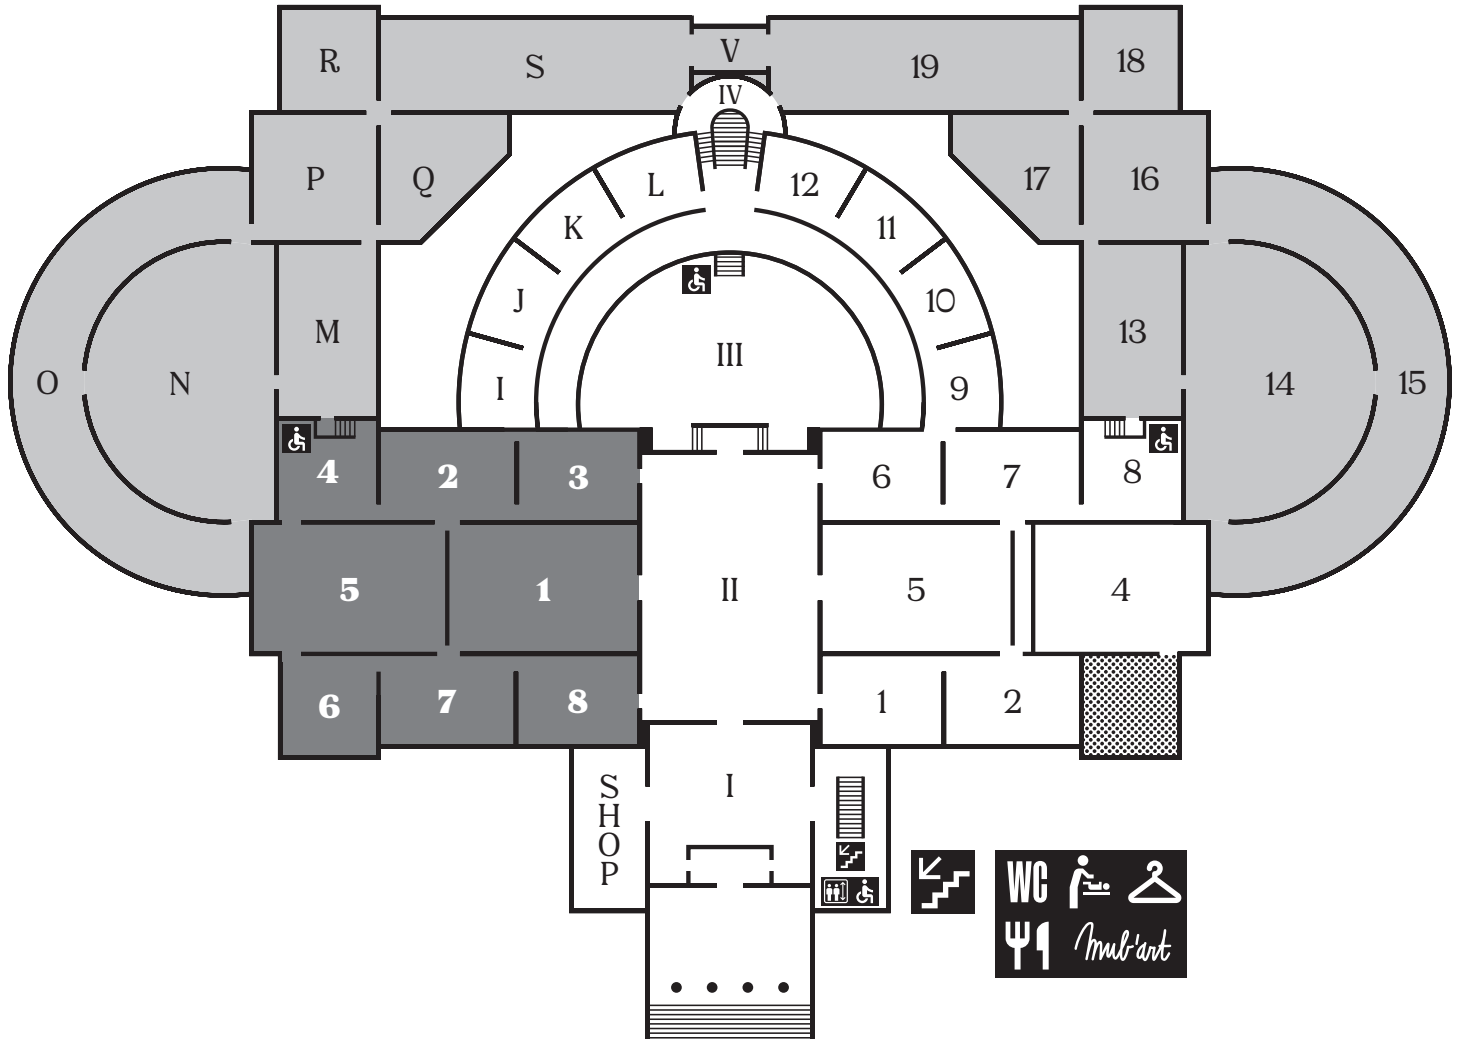 R S V 19 18
IV
P Q L 12 17 16
K 11
J 10
M III 13
O N I 9 14 15
4 2 3 6 7 8
5 1 II 5 4
6 7 8 1 2
I
SHOP
WC
Mub'art